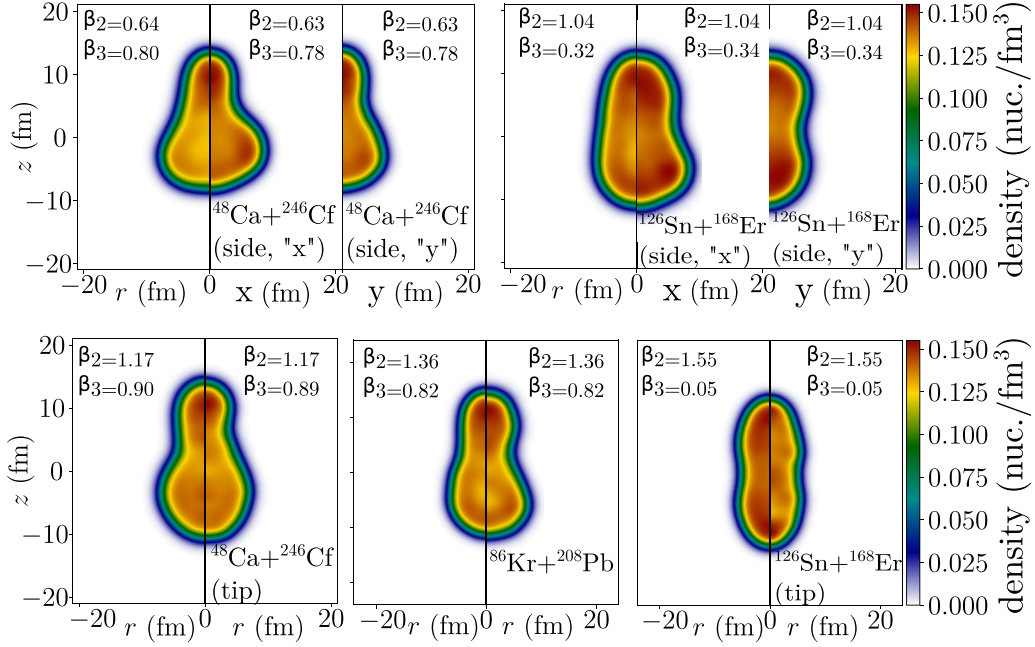 β2=0.64
β3=0.80
β2=0.63
β3=0.78
β2=0.63
β3=0.78
20
10
0
−10
−20
z (fm)
48Ca+246Cf
(side, "x")
48Ca+246Cf
(side, "y")
−20
r (fm)
0
x (fm)
20
y (fm)
20
β2=1.04
β3=0.32
β2=1.04
β3=0.34
β2=1.04
β3=0.34
126Sn+168Er
(side, "x")
126Sn+168Er
(side, "y")
−20
r (fm)
0
x (fm)
20
y (fm)
20
0.150
0.125
0.100
0.075
0.050
0.025
0.000
density (nuc./fm3)
β2=1.17
β3=0.90
β2=1.17
β3=0.89
20
10
0
−10
−20
z (fm)
48Ca+246Cf
(tip)
−20
r (fm)
0
r (fm)
20
β2=1.36
β3=0.82
β2=1.36
β3=0.82
86Kr+208Pb
−20
r (fm)
0
r (fm)
20
β2=1.55
β3=0.05
β2=1.55
β3=0.05
126Sn+168Er
(tip)
−20
r (fm)
0
r (fm)
20
0.150
0.125
0.100
0.075
0.050
0.025
0.000
density (nuc./fm3)